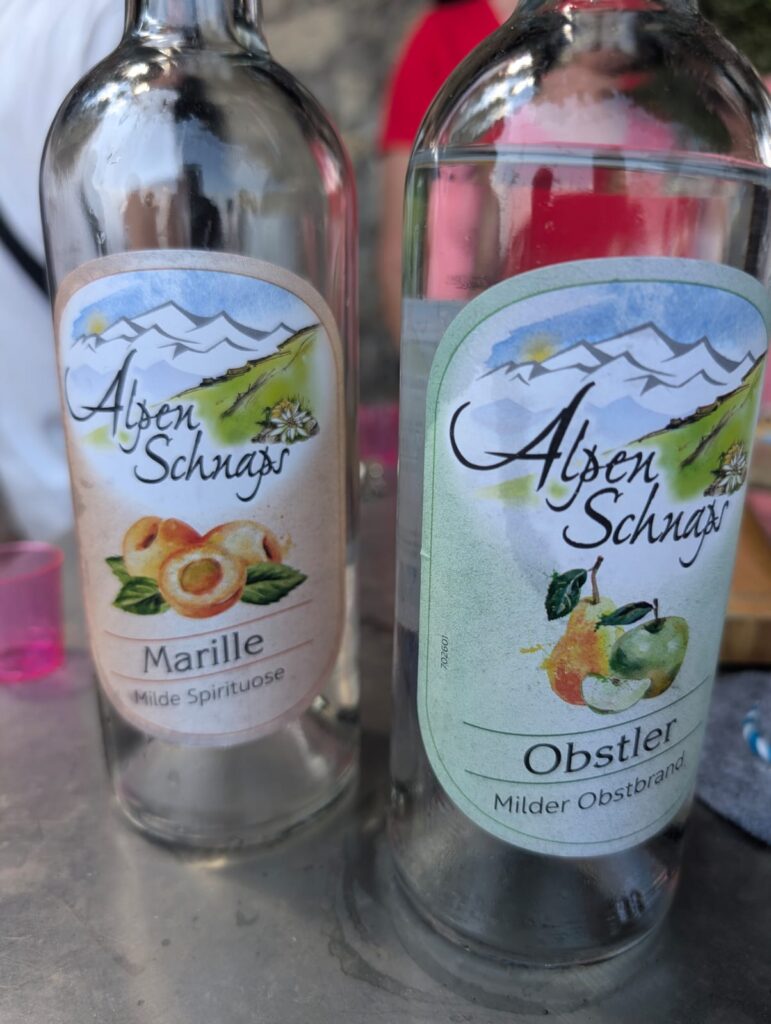 Alpen
Schnaps
Marille
Milde Spirituose
Alpen
Schnaps
702601
Obstler
Milder Obstbrand